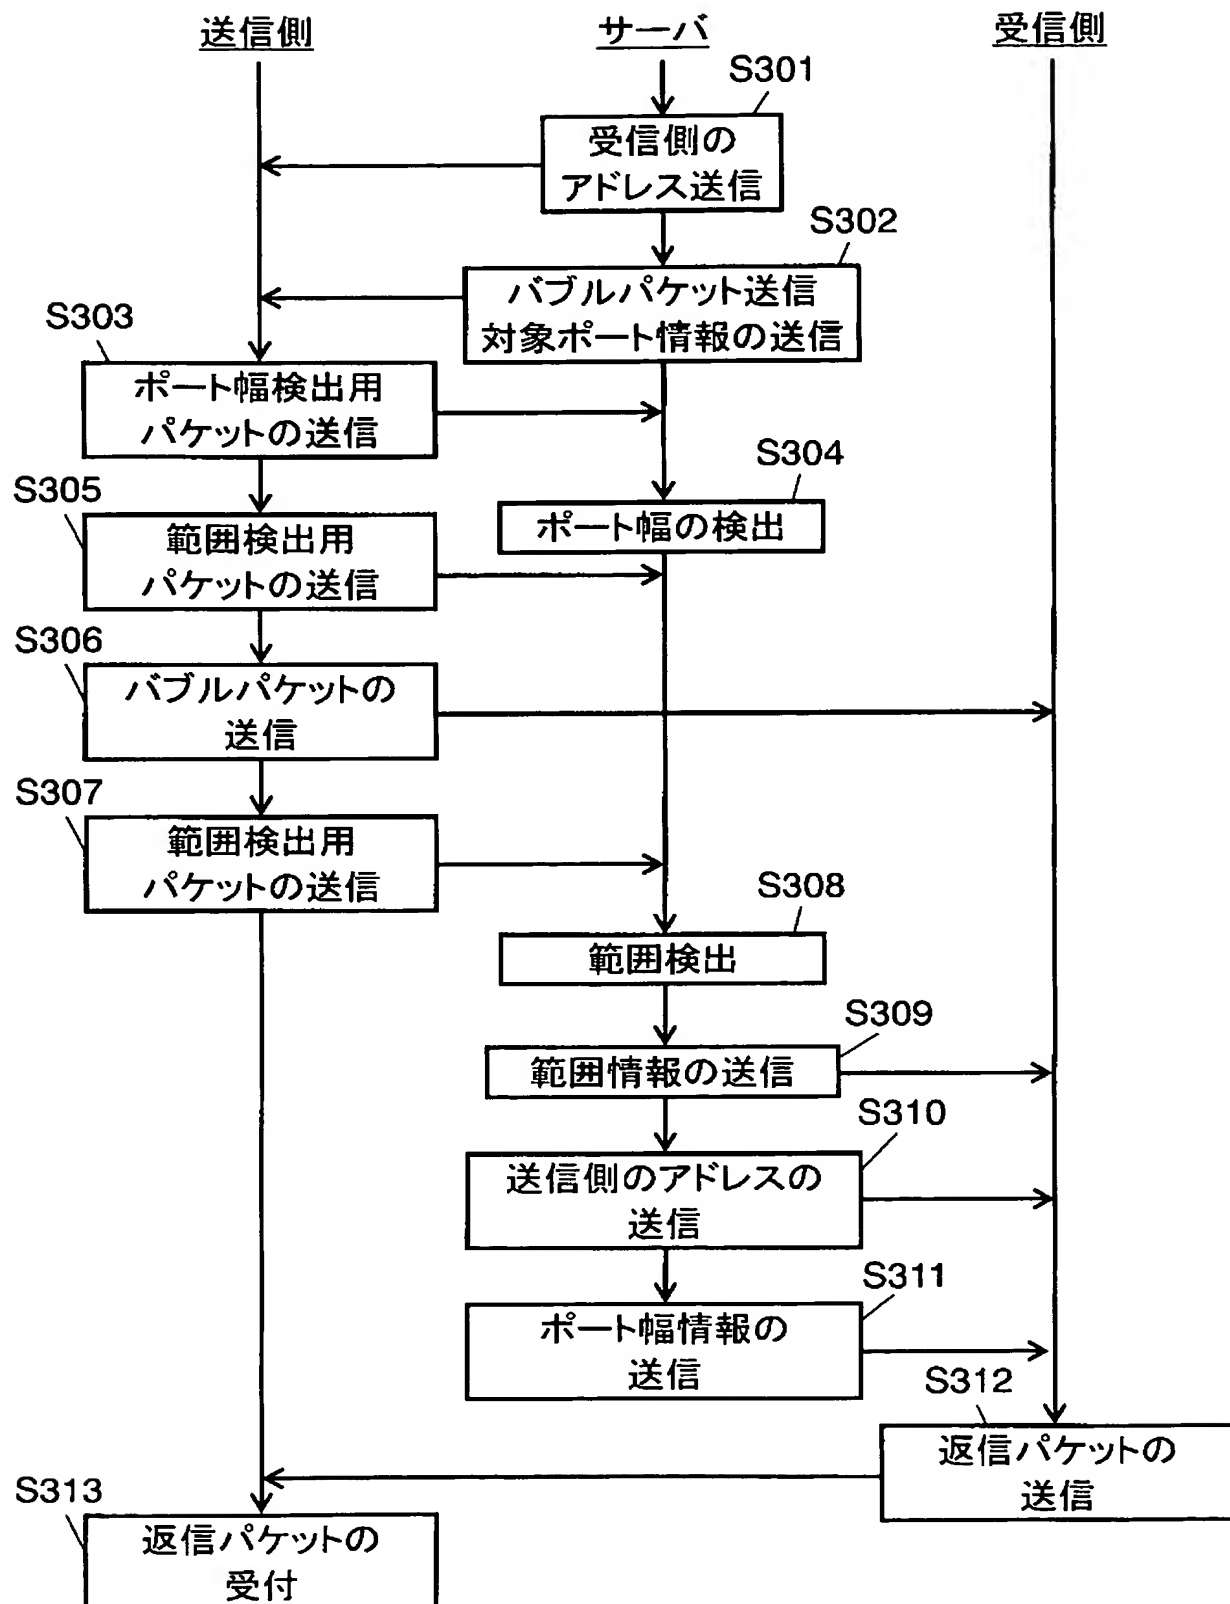 送信側
サーバ
受信側
S301
受信側の
アドレス送信
S302
バブルパケット送信
対象ポート情報の送信
S303
ポート幅検出用
パケットの送信
S304
ポート幅の検出
S305
範囲検出用
パケットの送信
S306
バブルパケットの
送信
S307
範囲検出用
パケットの送信
S308
範囲検出
S309
範囲情報の送信
S310
送信側のアドレスの
送信
S311
ポート幅情報の
送信
S312
返信パケットの
送信
S313
返信パケットの
受付